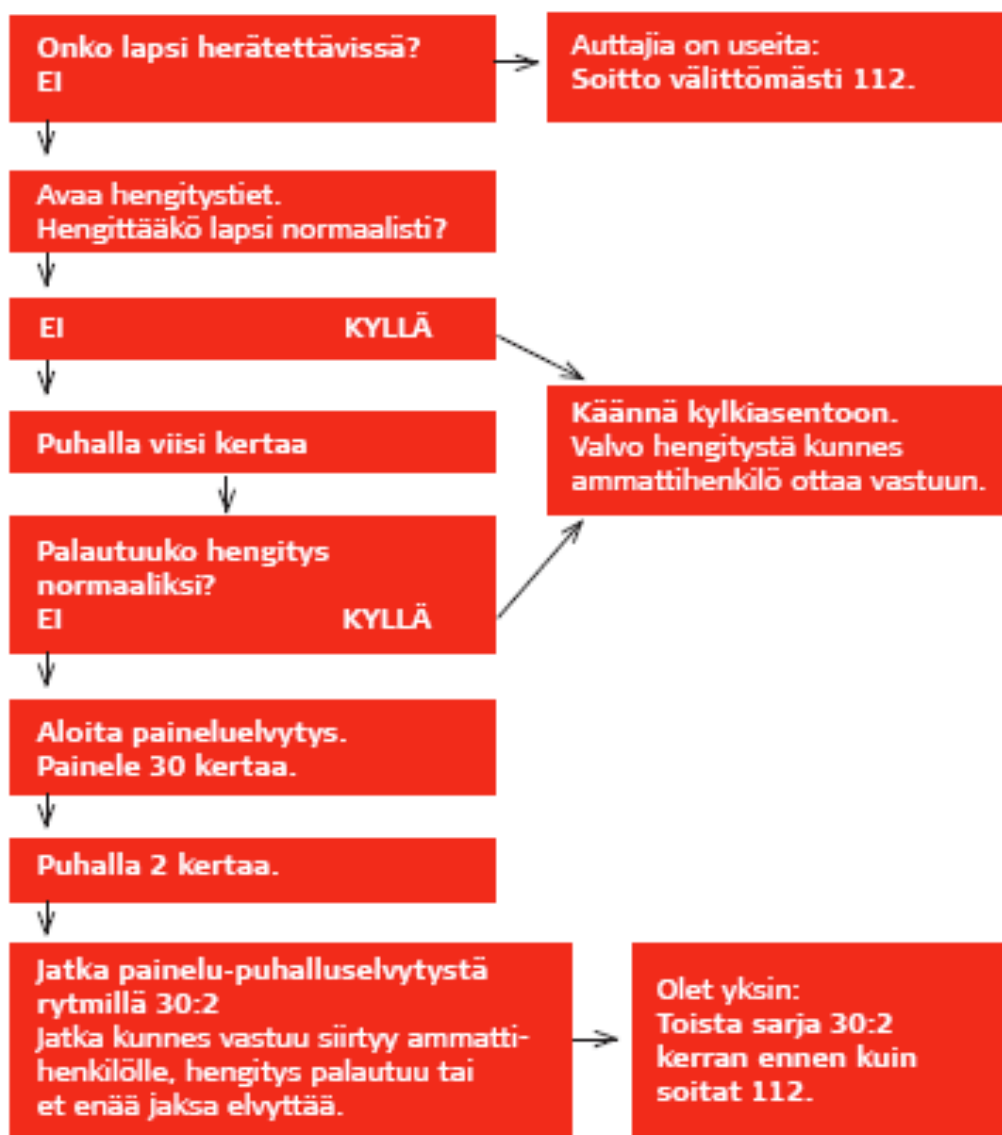 Onko lapsi herätettävissä?
EI
Auttajia on useita:
Soitto välittömästi 112.
Avaa hengitystiet.
Hengittääkö lapsi normaalisti?
EI KYLLÄ
Käännä kylkiasentoon.
Valvo hengitystä kunnes
ammattihenkilö ottaa vastuun.
Puhalla viisi kertaa
Palautuuko hengitys
normaaliksi?
EI KYLLÄ
Aloita paineluelvytys.
Painele 30 kertaa.
Puhalla 2 kertaa.
Jatka painelu-puhalluselvytystä
rytmillä 30:2
Jatka kunnes vastuu siirtyy ammatti-
henkilölle, hengitys palautuu tai
et enää jaksa elvyttää.
Olet yksin:
Toista sarja 30:2
kerran ennen kuin
soitat 112.